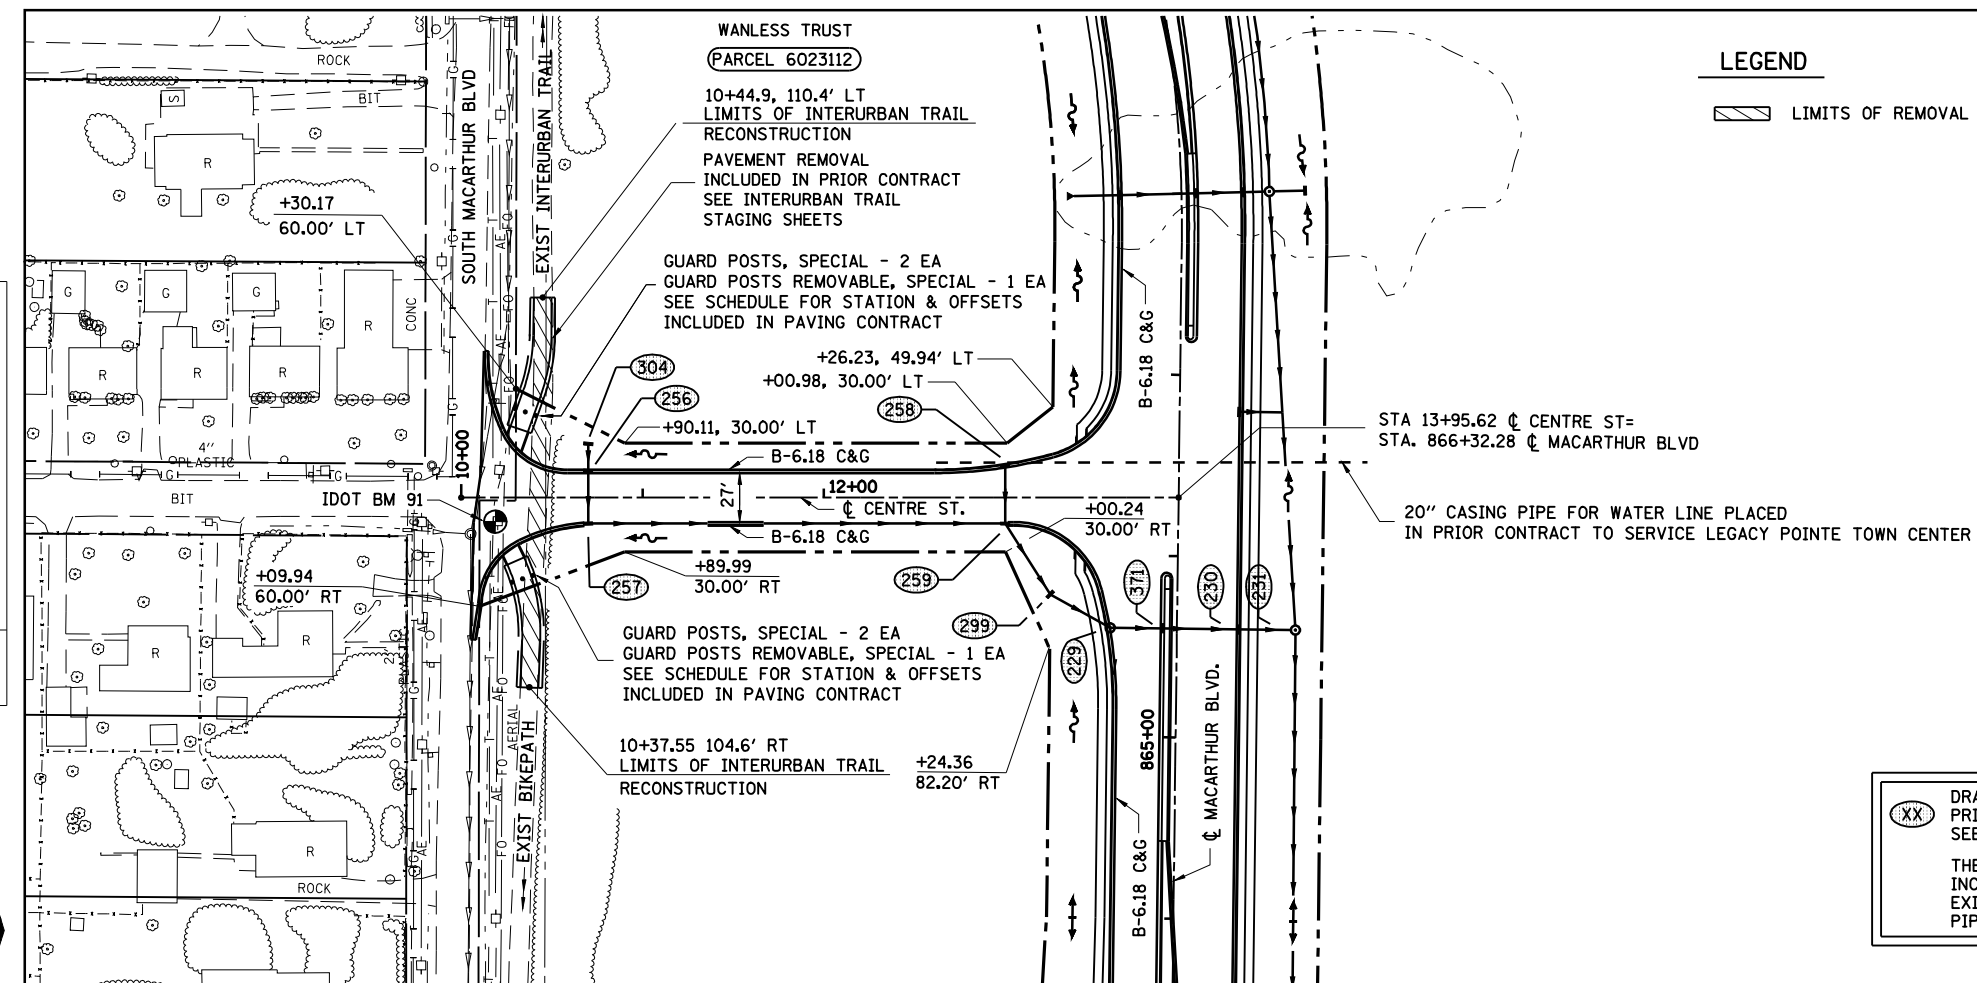 WANLESS TRUST
PARCEL 6023112
10+44.9, 110.4' LT
LIMITS OF INTERURBAN TRAIL
RECONSTRUCTION
PAVEMENT REMOVAL
INCLUDED IN PRIOR CONTRACT
SEE INTERURBAN TRAIL
STAGING SHEETS
GUARD POSTS, SPECIAL - 2 EA
GUARD POSTS REMOVABLE, SPECIAL - 1 EA
SEE SCHEDULE FOR STATION & OFFSETS
INCLUDED IN PAVING CONTRACT
LEGEND
LIMITS OF REMOVAL
ROCK
BIT
S
R
SOUTH MACARTHUR BLVD
EXIST INTERURBAN TRAIL
+30.17
60.00' LT
G
G
G
R
CONC
R
R
R
304
256
258
+26.23, 49.94' LT
+00.98, 30.00' LT
+90.11, 30.00' LT
B-6.18 C&G
B-6.18 C&G
STA 13+95.62 ℄ CENTRE ST=
STA. 866+32.28 ℄ MACARTHUR BLVD
4"
PLASTIC
BIT
10+00
IDOT BM 91
27'
12+00
℄ CENTRE ST.
B-6.18 C&G
+00.24
30.00' RT
20" CASING PIPE FOR WATER LINE PLACED
IN PRIOR CONTRACT TO SERVICE LEGACY POINTE TOWN CENTER
+09.94
60.00' RT
257
+89.99
30.00' RT
259
299
229
371
230
231
R
R
GUARD POSTS, SPECIAL - 2 EA
GUARD POSTS REMOVABLE, SPECIAL - 1 EA
SEE SCHEDULE FOR STATION & OFFSETS
INCLUDED IN PAVING CONTRACT
10+37.55 104.6' RT
LIMITS OF INTERURBAN TRAIL
RECONSTRUCTION
+24.36
82.20' RT
AERIAL
EXIST BIKEPATH
865+00
℄ MACARTHUR BLVD.
B-6.18 C&G
B-6.18 C&G
R
ROCK
XX
THE
SEE